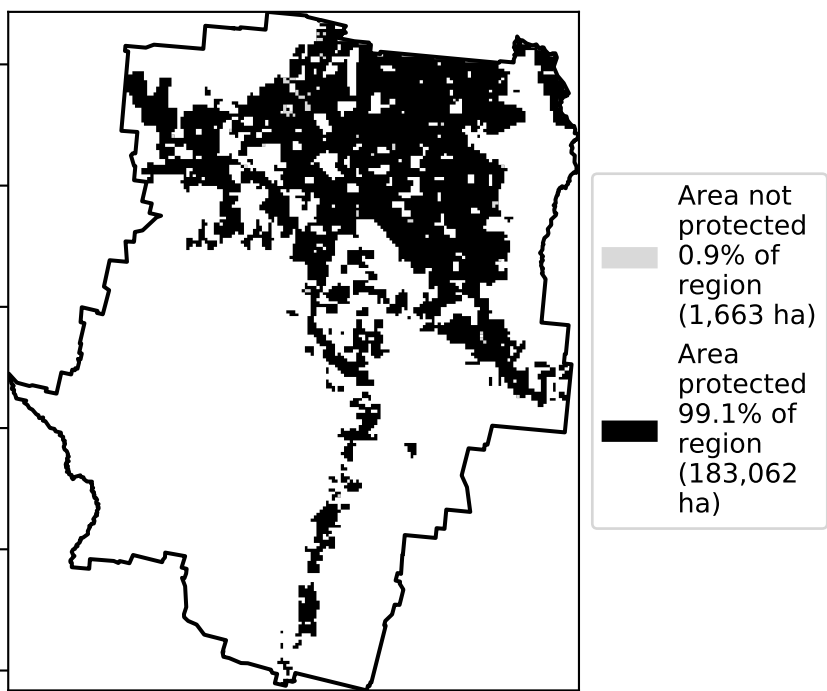 Area not
protected
0.9% of
region
(1,663 ha)
Area
protected
99.1% of
region
(183,062
ha)